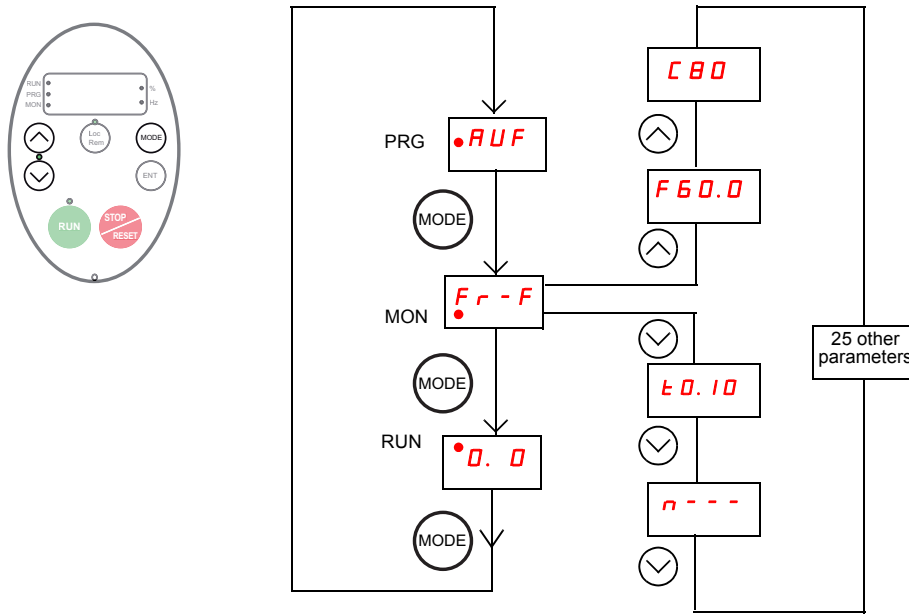 RUN
PRG
MON
%
Hz
Loc
Rem
MODE
ENT
RUN
STOP
RESET
PRG
AUF
MODE
MON
Fr-F
MODE
RUN
0.0
MODE
C80
F60.0
t0.10
n---
25 other
parameters